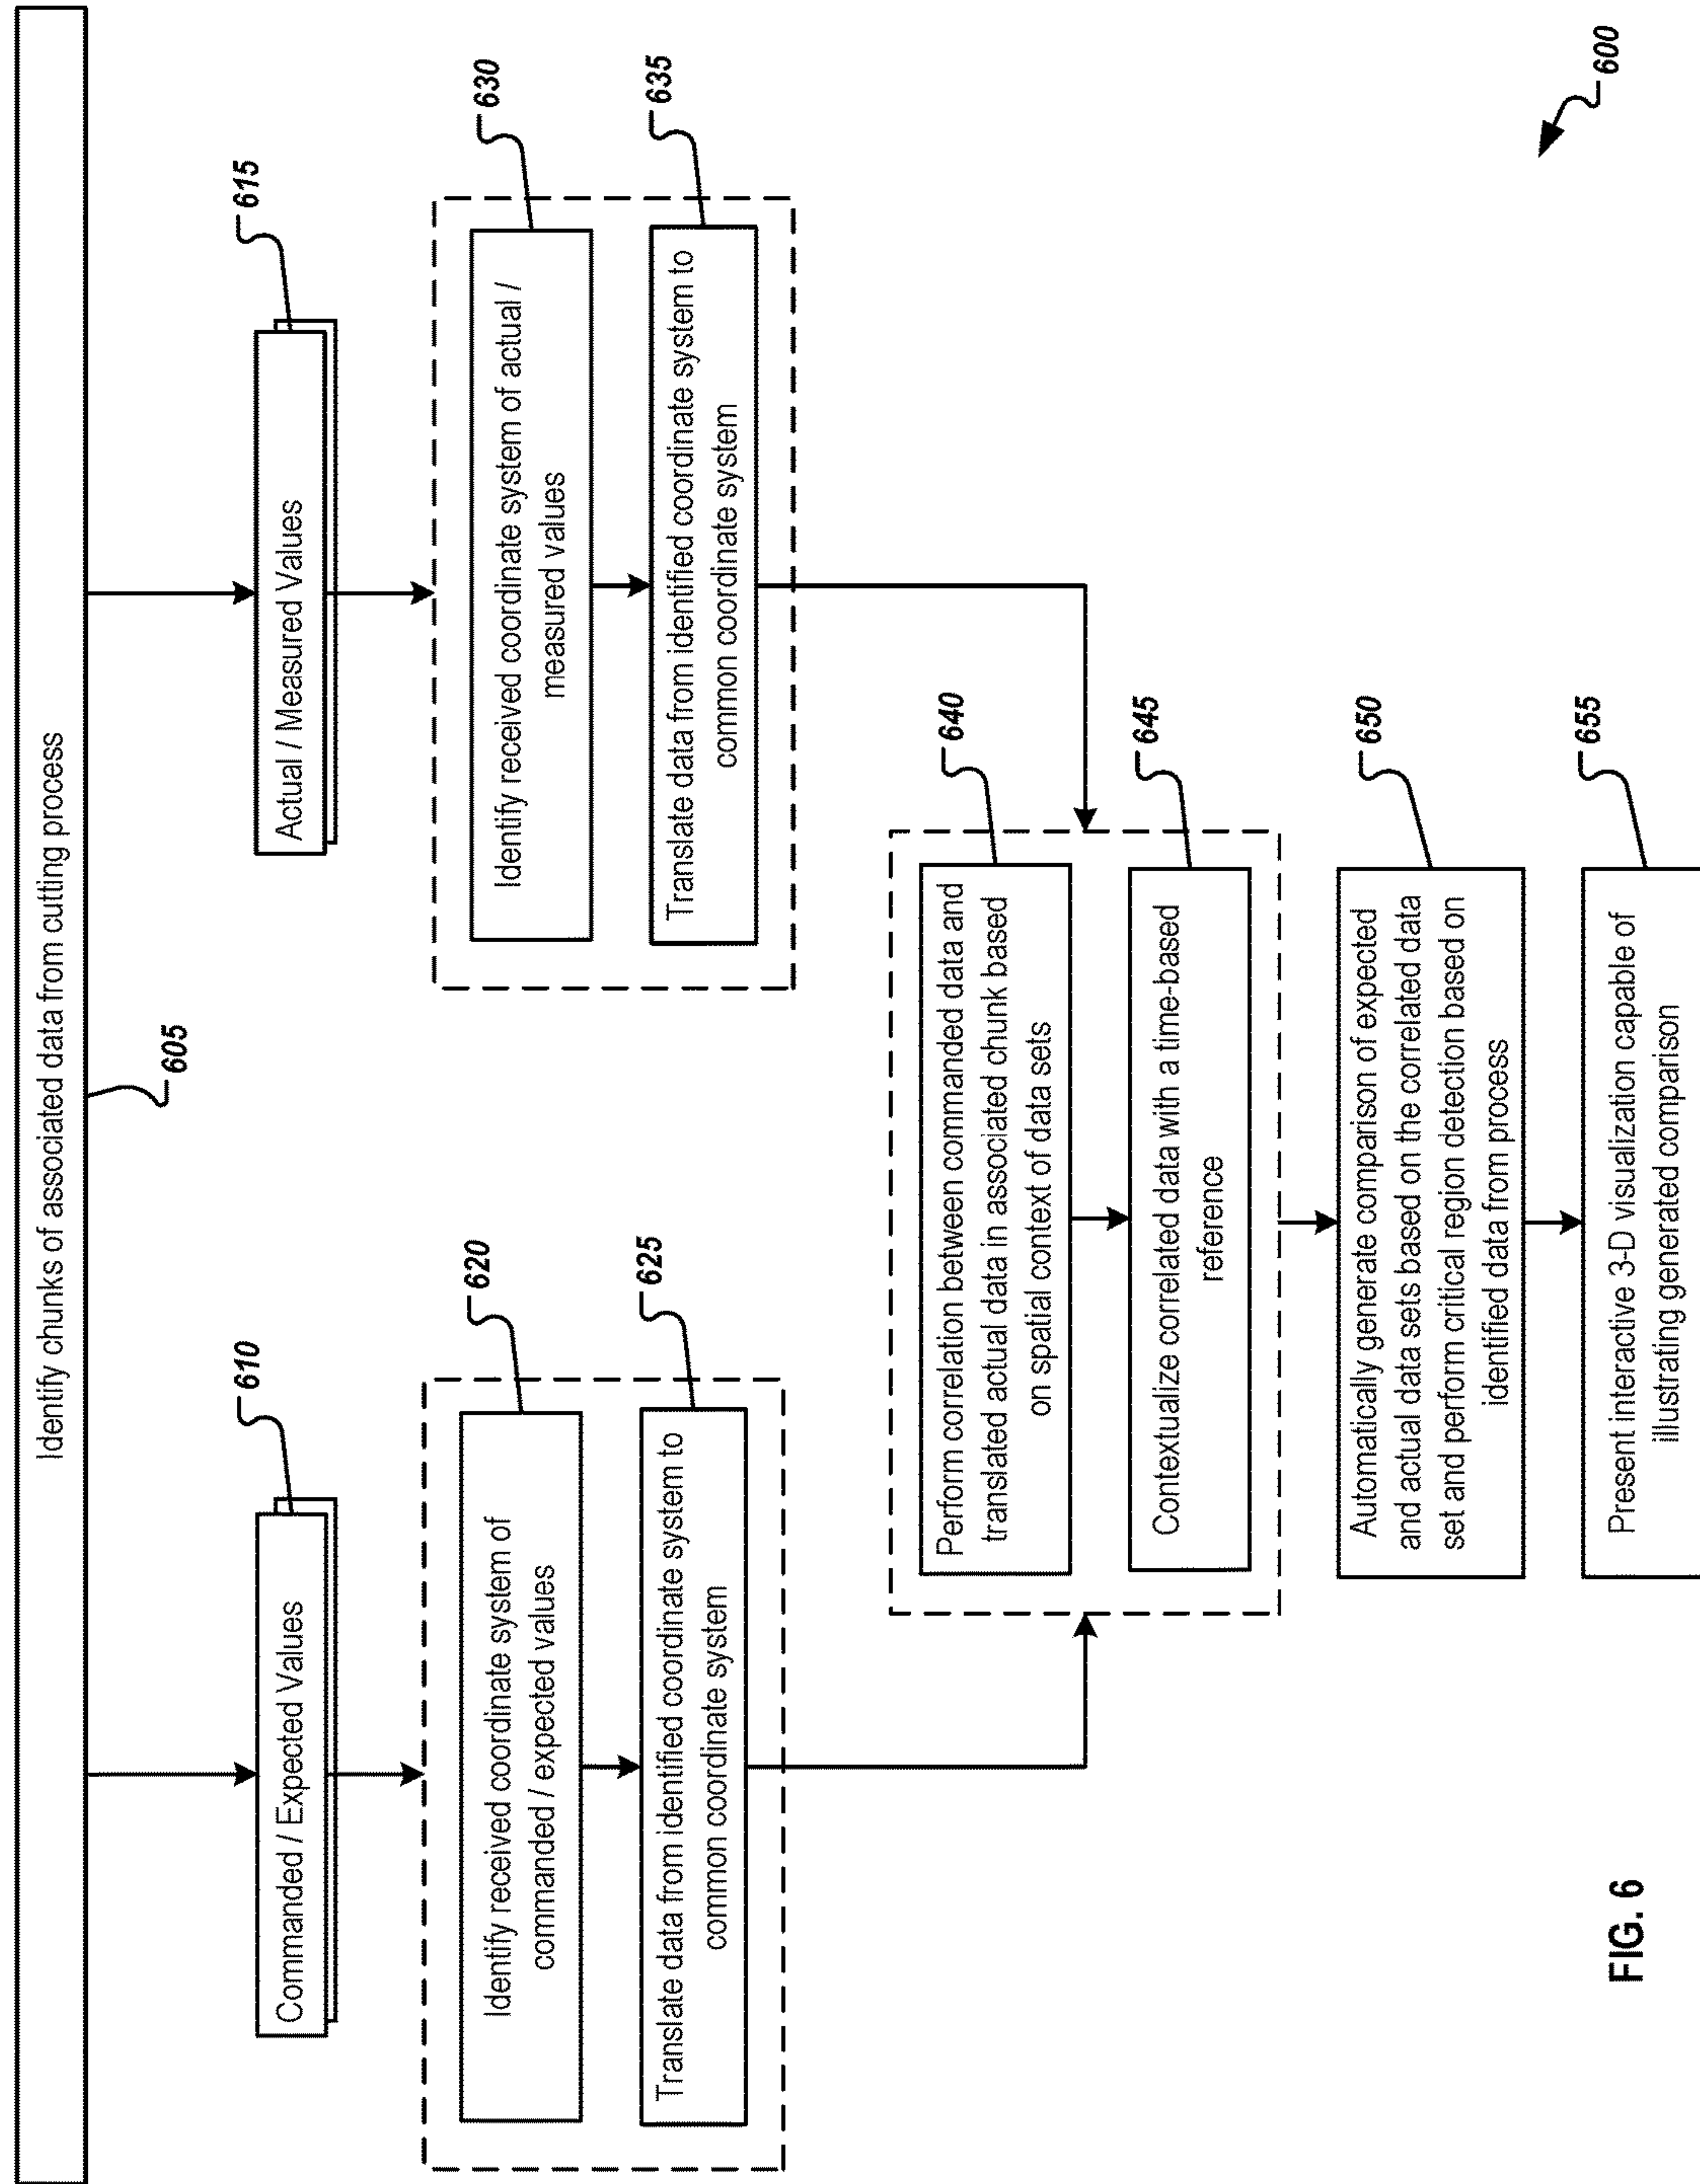 Identify chunks of associated data from cutting process
605
610
Commanded / Expected Values
615
Actual / Measured Values
620
Identify received coordinate system of
commanded / expected values
625
Translate data from identified coordinate system to
common coordinate system
630
Identify received coordinate system of actual /
measured values
635
Translate data from identified coordinate system to
common coordinate system
640
Perform correlation between commanded data and
translated actual data in associated chunk based
on spatial context of data sets
645
Contextualize correlated data with a time-based
reference
650
Automatically generate comparison of expected
and actual data sets based on the correlated data
set and perform critical region detection based on
identified data from process
655
Present interactive 3-D visualization capable of
illustrating generated comparison
600
FIG. 6